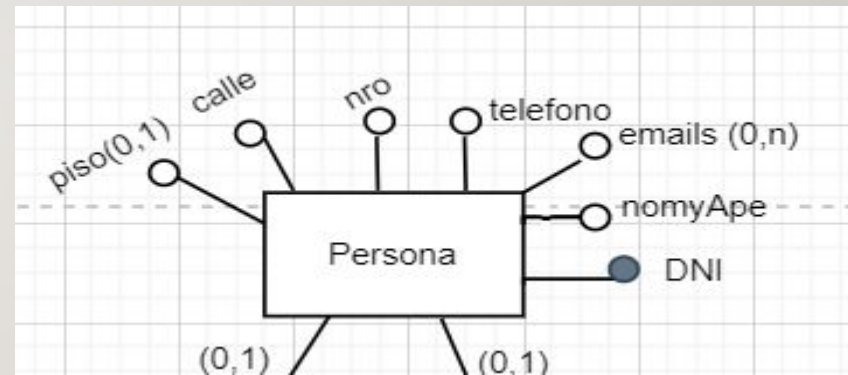 piso(0,1)
calle
nro
telefono
emails (0,n)
nomyApe
Persona
DNI
(0,1)
(0,1)